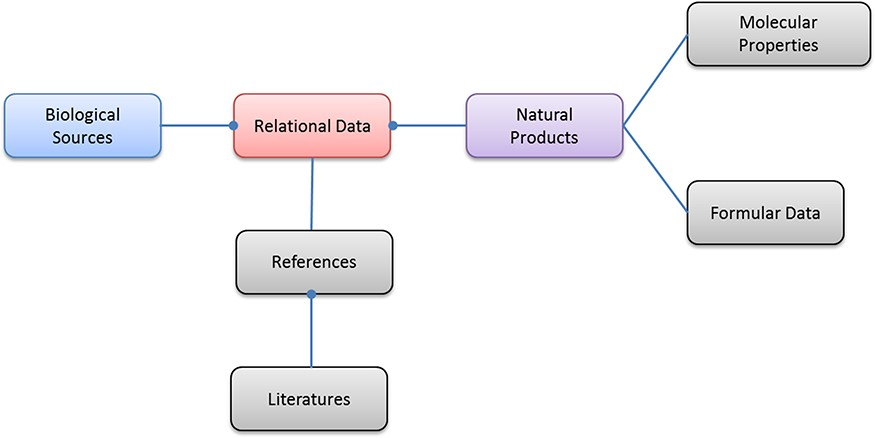 Molecular
Properties
Biological
Sources
Relational Data
Natural
Products
Formular Data
References
Literatures